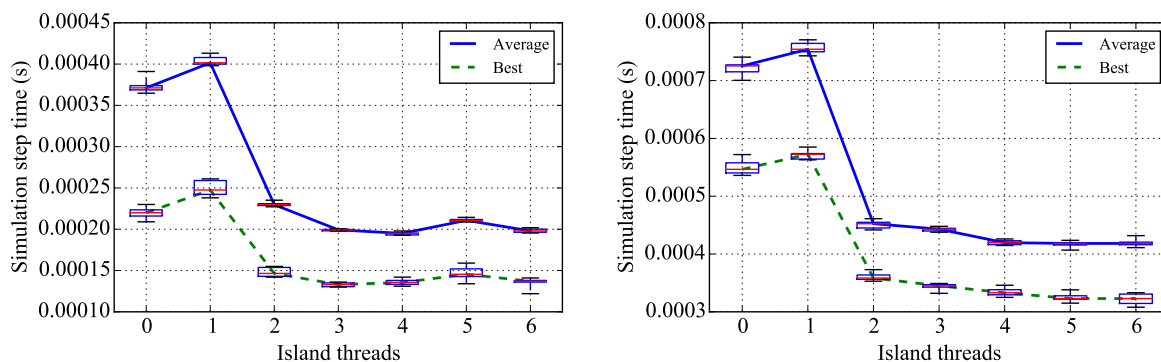 0.00045
0.00040
0.00035
0.00030
0.00025
0.00020
0.00015
0.00010
Simulation step time (s)
0 1 2 3 4 5 6
Island threads
Average
Best
0.0008
0.0007
0.0006
0.0005
0.0004
0.0003
Simulation step time (s)
0 1 2 3 4 5 6
Island threads
Average
Best